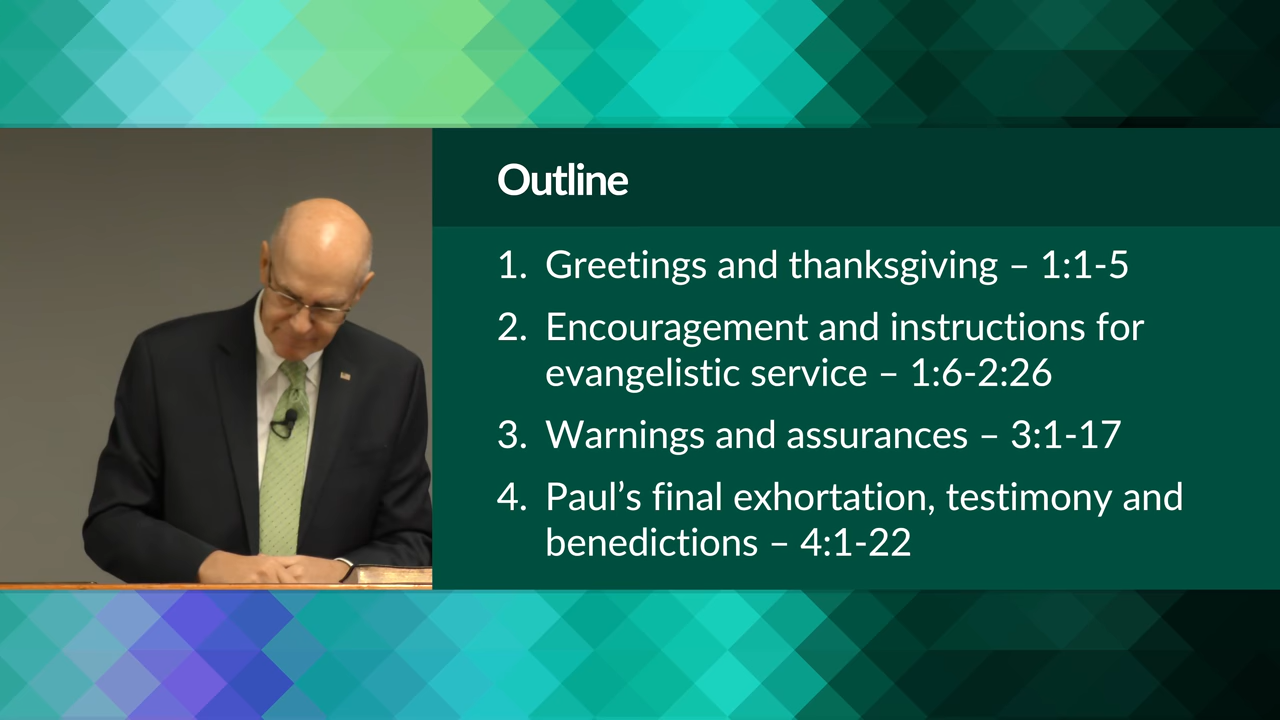 Outline
1. Greetings and thanksgiving – 1:1-5
2. Encouragement and instructions for
evangelistic service – 1:6-2:26
3. Warnings and assurances – 3:1-17
4. Paul’s final exhortation, testimony and
benedictions – 4:1-22